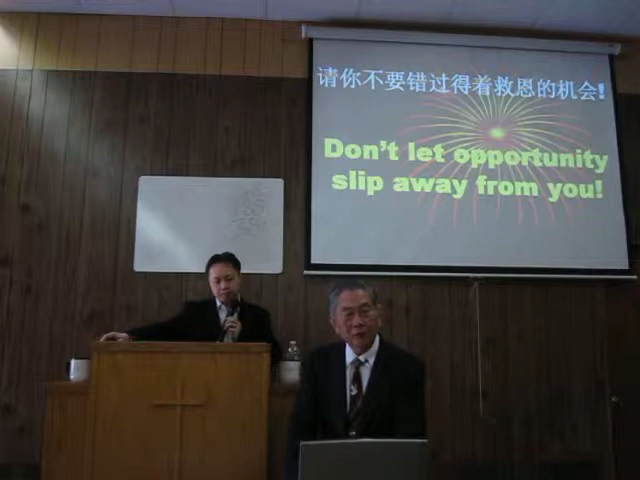 请你不要错过得着救恩的机会!
Don't let opportunity
slip away from you!